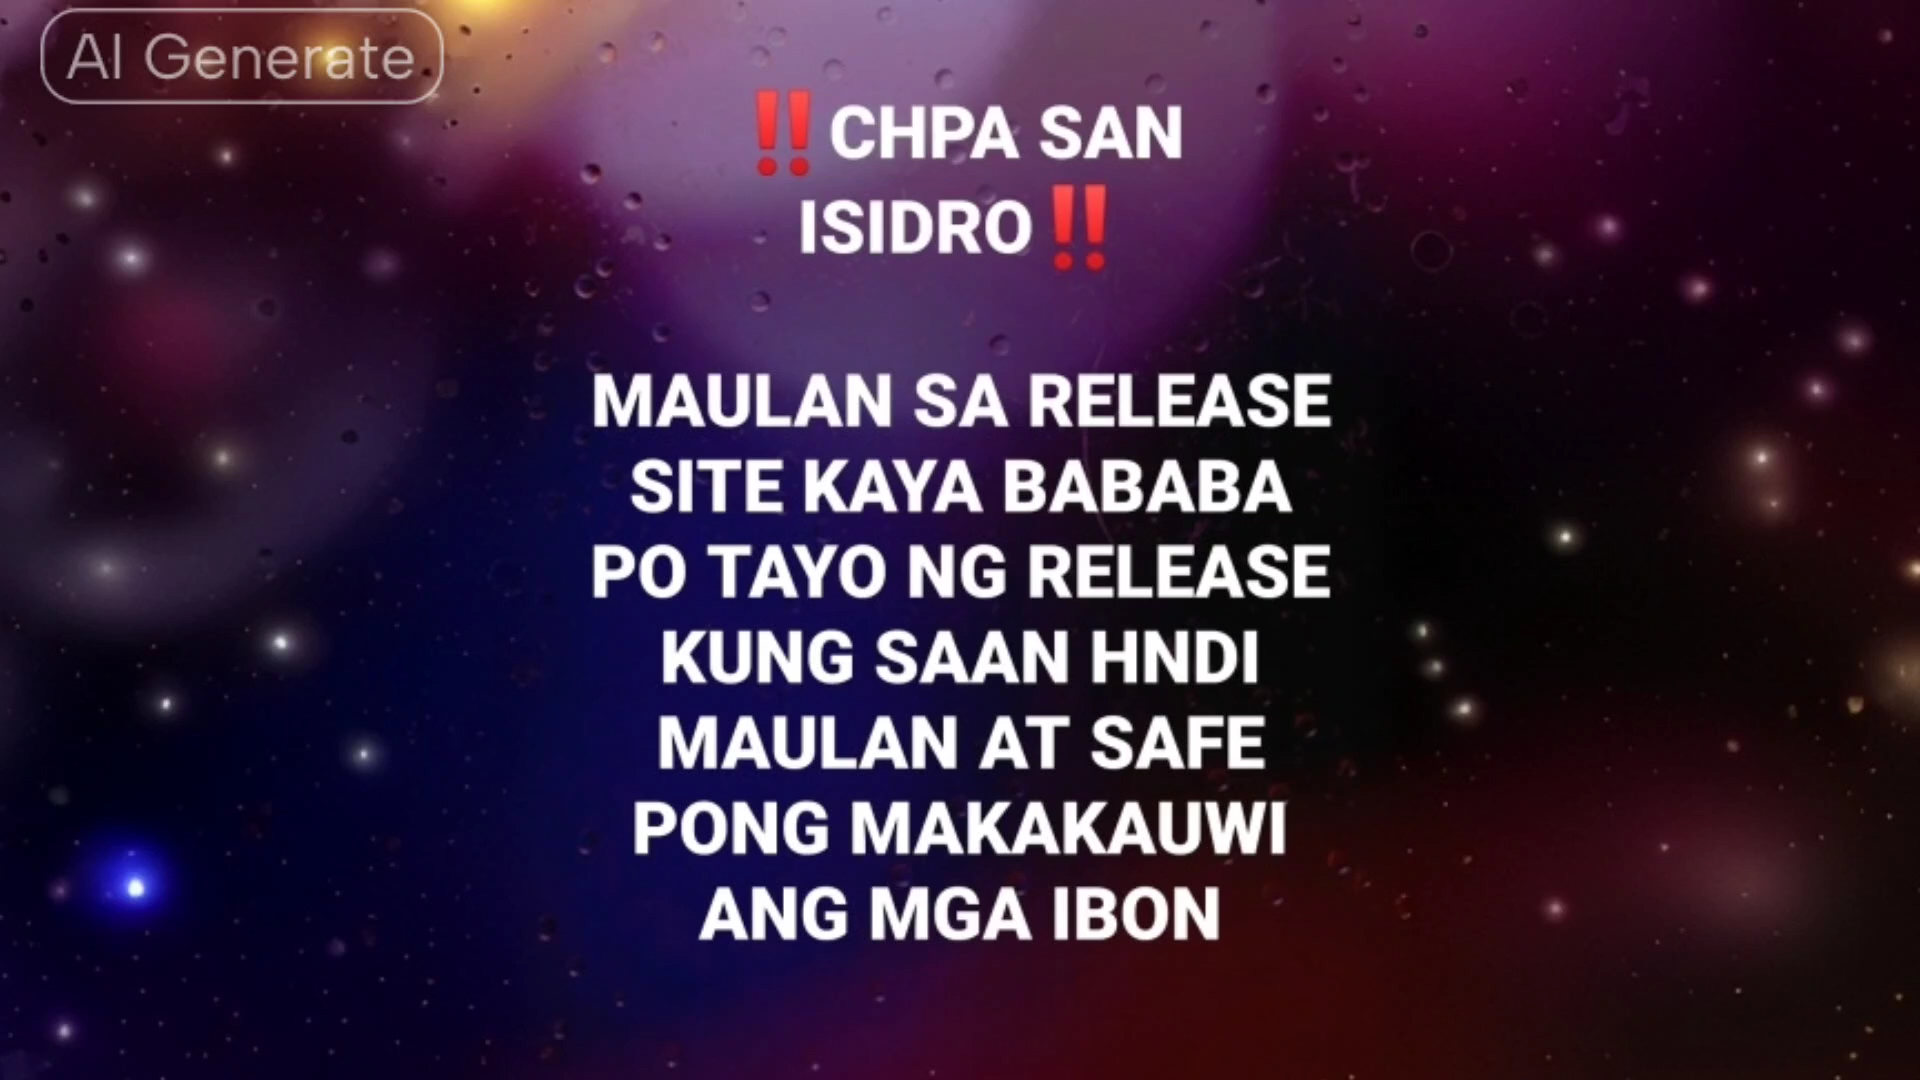 AI Generate
‼️CHPA SAN
ISIDRO‼️
MAULAN SA RELEASE
SITE KAYA BABABA
PO TAYO NG RELEASE
KUNG SAAN HNDI
MAULAN AT SAFE
PONG MAKAKAUWI
ANG MGA IBON